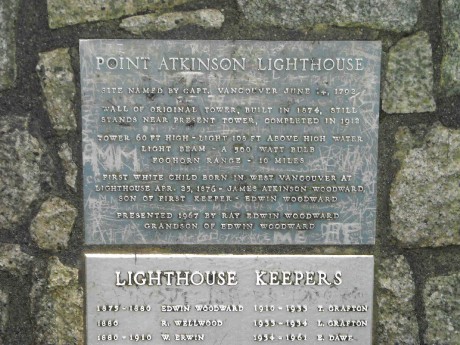 POINT ATKINSON LIGHTHOUSE
SITE NAMED BY CAPT. VANCOUVER JUNE 14, 1792
WALL OF ORIGINAL TOWER, BUILT IN 1874, STILL
STANDS NEAR PRESENT TOWER, COMPLETED IN 1912
TOWER 60 FT HIGH - LIGHT 108 FT ABOVE HIGH WATER
LIGHT BEAM - A 500 WATT BULB
FOGHORN RANGE - 10 MILES
FIRST WHITE CHILD BORN IN WEST VANCOUVER AT
LIGHTHOUSE APR. 25, 1876 - JAMES ATKINSON WOODWARD,
SON OF FIRST KEEPER - EDWIN WOODWARD
PRESENTED 1967 BY RAY EDWIN WOODWARD
GRANDSON OF EDWIN WOODWARD
LIGHTHOUSE KEEPERS
1875 - 1880 EDWIN WOODWARD 1910 - 1933 T. GRAFTON
1880 R. WELLWOOD 1933 - 1934 L. GRAFTON
1880 - 1910 W. ERWIN 1934 - 1961 E. DAWE